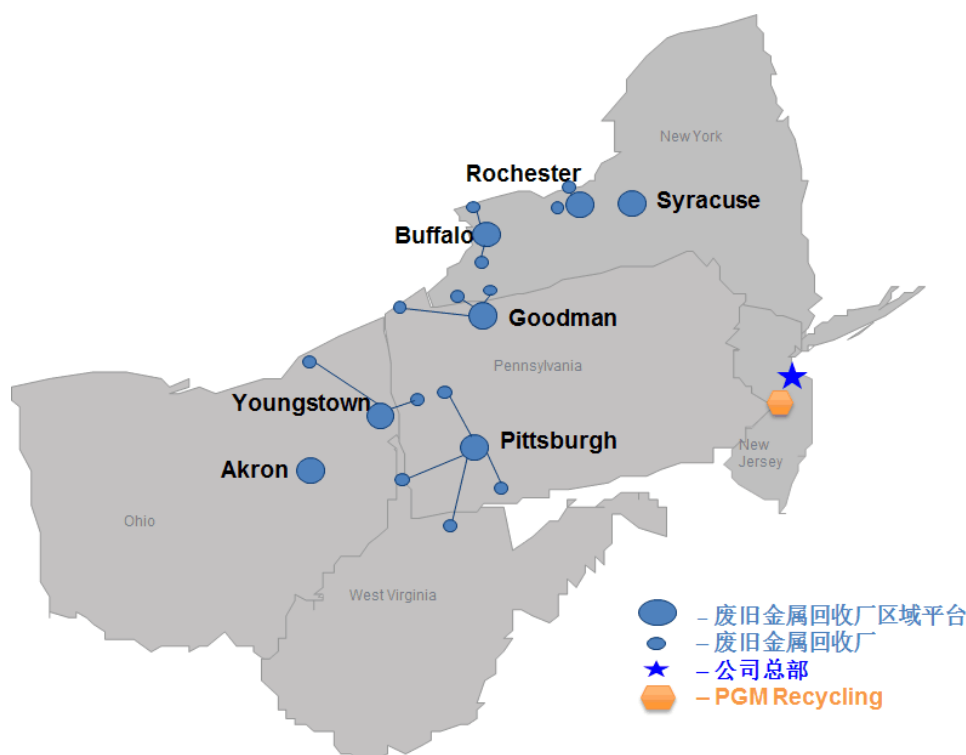 New York
Rochester
Syracuse
Buffalo
Goodman
Pennsylvania
Youngstown
Pittsburgh
New
Jersey
Akron
Ohio
West Virginia
– 废旧金属回收厂区域平台
– 废旧金属回收厂
– 公司总部
– PGM Recycling